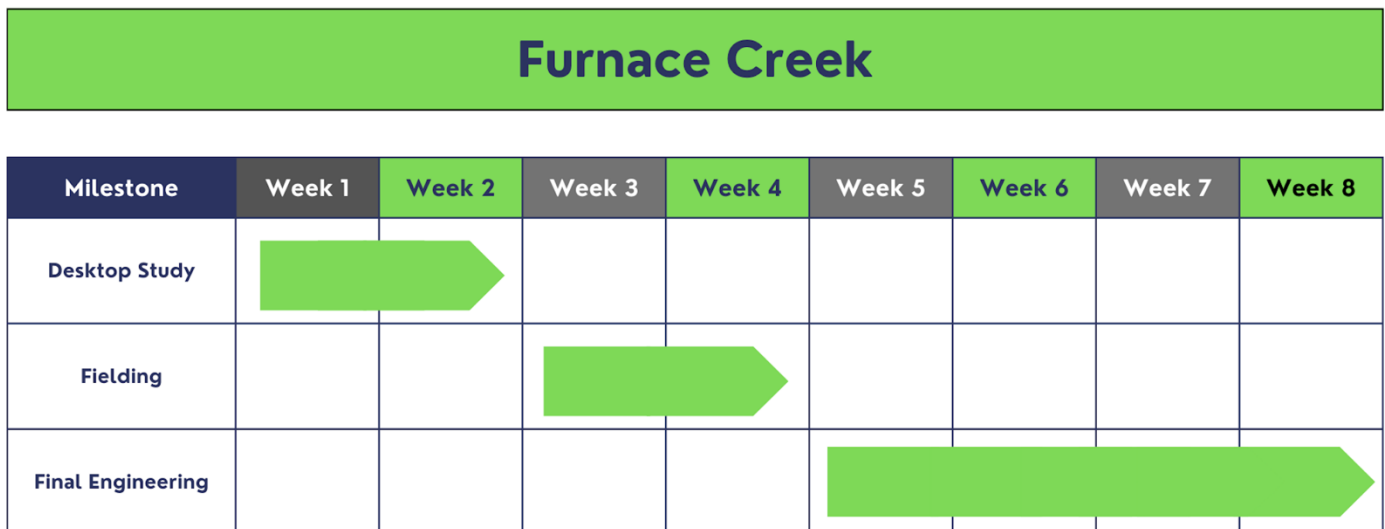 Furnace Creek
Milestone Week 1 Week 2 Week 3 Week 4 Week 5 Week 6 Week 7 Week 8
Desktop Study
Fielding
Final Engineering